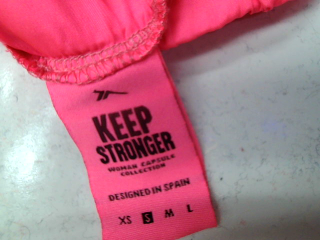 KEEP
STRONGER
WOMAN CAPSULE
COLLECTION
DESIGNED IN SPAIN
XS S M L